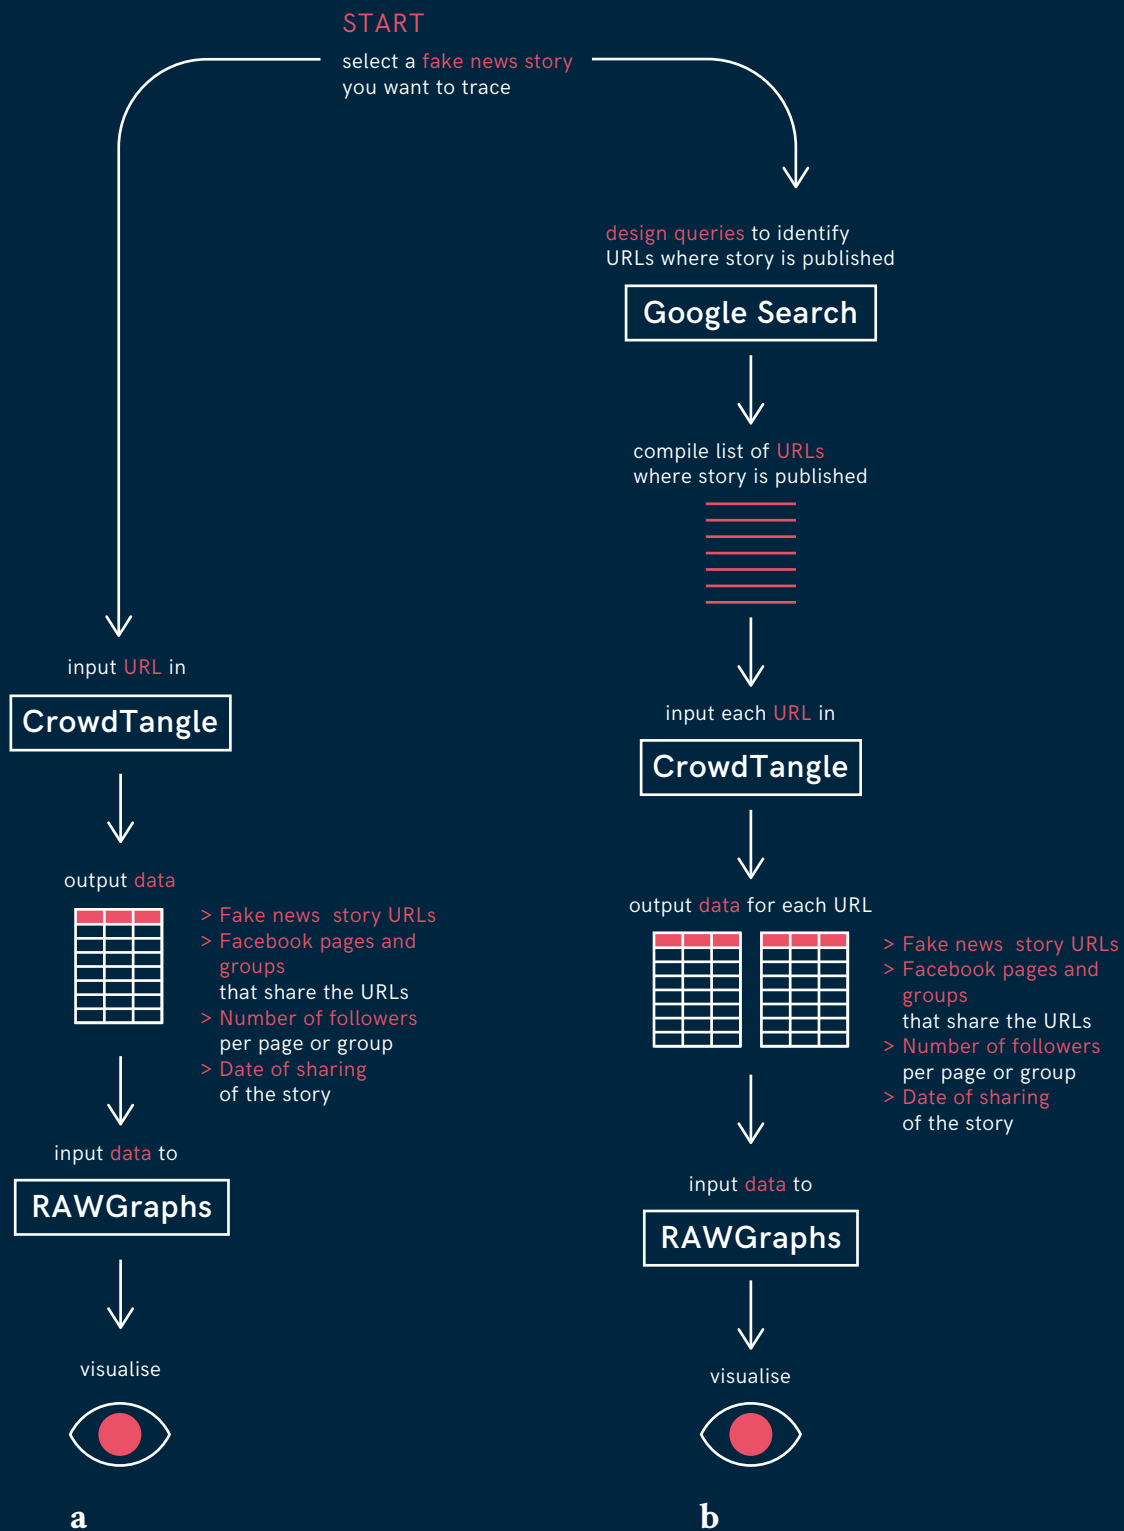 START
select a fake news story
you want to trace
input URL in
CrowdTangle
output data
> Fake news  story URLs
> Facebook pages and
groups
that share the URLs
> Number of followers
per page or group
> Date of sharing
of the story
input data to
RAWGraphs
visualise
a
design queries to identify
URLs where story is published
Google Search
compile list of URLs
where story is published
input each URL in
CrowdTangle
output data for each URL
> Fake news  story URLs
> Facebook pages and
groups
that share the URLs
> Number of followers
per page or group
> Date of sharing
of the story
input data to
RAWGraphs
visualise
b